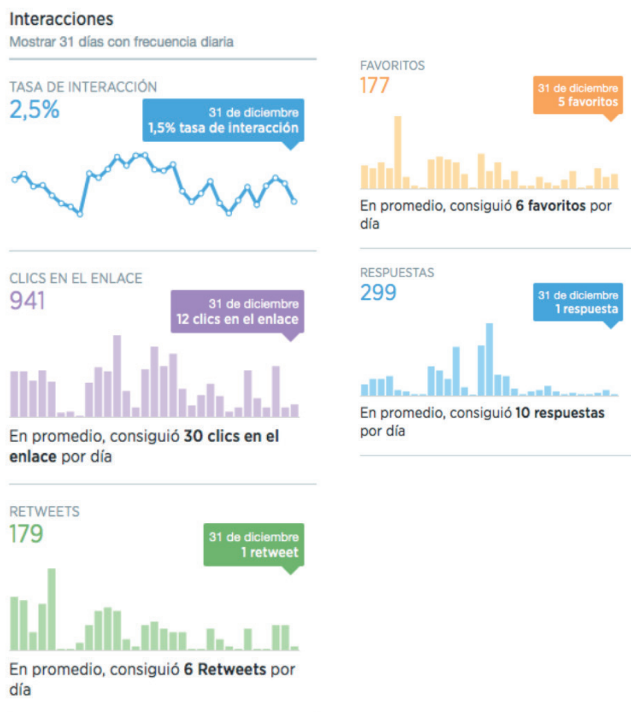 Interacciones
Mostrar 31 días con frecuencia diaria
TASA DE INTERACCIÓN
2,5%
31 de diciembre
1,5% tasa de interacción
CLICS EN EL ENLACE
941
31 de diciembre
12 clics en el enlace
En promedio, consiguió 30 clics en el
enlace por día
RETWEETS
179
31 de diciembre
1 retweet
En promedio, consiguió 6 Retweets por
día
FAVORITOS
177
31 de diciembre
5 favoritos
En promedio, consiguió 6 favoritos por
día
RESPUESTAS
299
31 de diciembre
1 respuesta
En promedio, consiguió 10 respuestas
por día